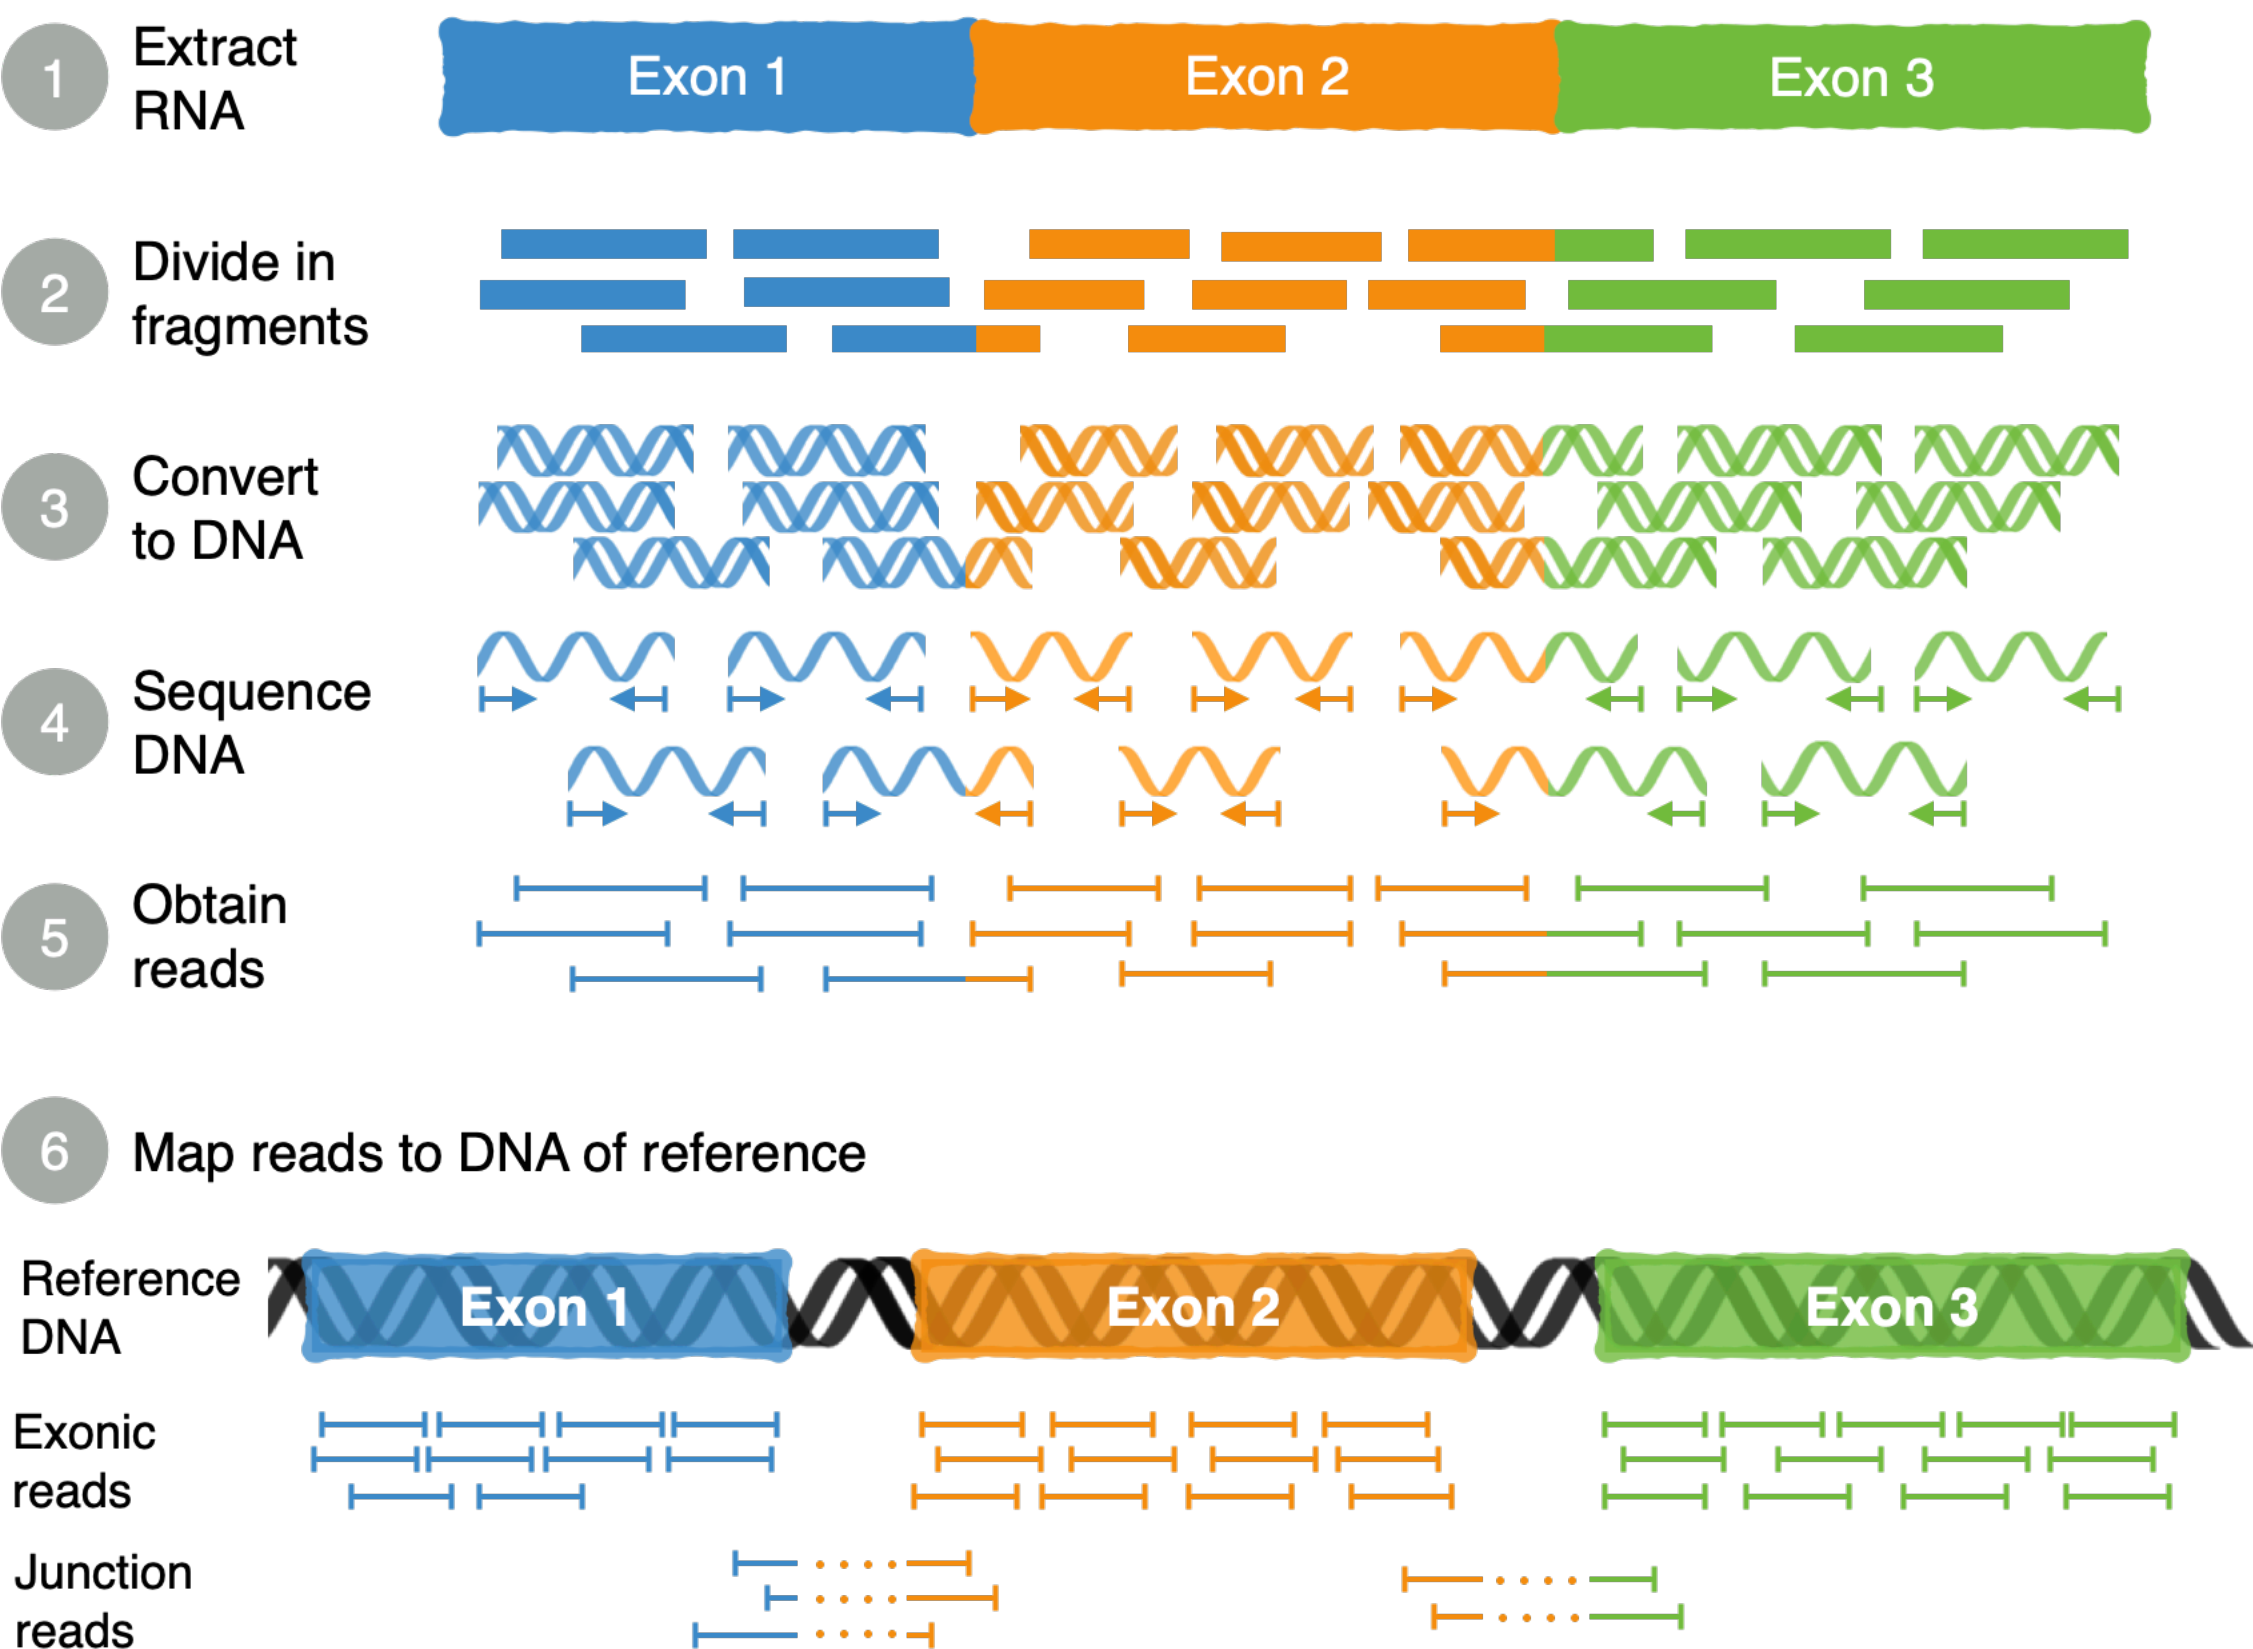 1
Extract
RNA
Exon 1
Exon 2
Exon 3
2
Divide in
fragments
3
Convert
to DNA
4
Sequence
DNA
5
Obtain
reads
6
Map reads to DNA of reference
Reference
DNA
Exon 1
Exon 2
Exon 3
Exonic
reads
Junction
reads